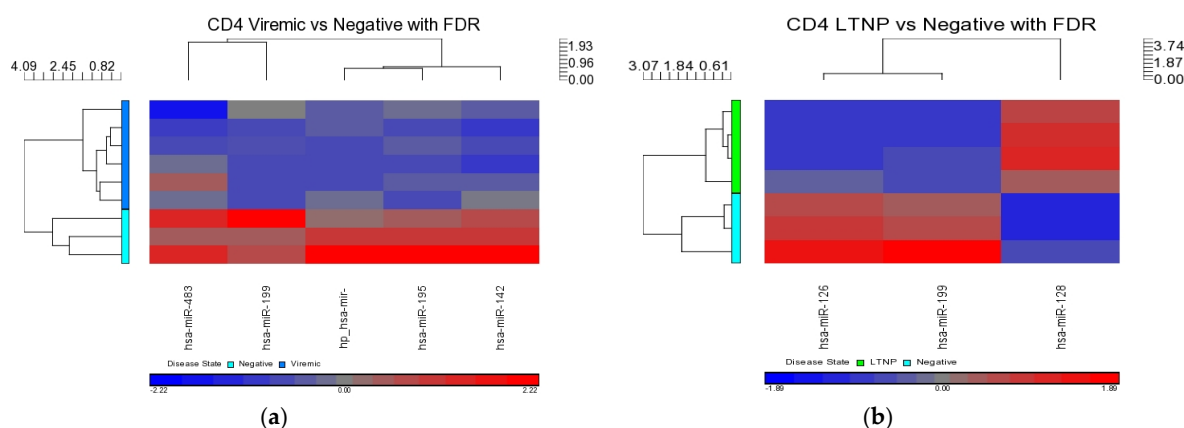 CD4 Viremic vs Negative with FDR
4.09 2.45 0.82
1.93
0.96
0.00
hsa-miR-483
hsa-miR-199
hp_hsa-mir-
hsa-miR-195
hsa-miR-142
Disease State Negative Viremic
-2.22 0.00 2.22
(a)
CD4 LTNP vs Negative with FDR
3.07 1.84 0.61
3.74
1.87
0.00
hsa-miR-126
hsa-miR-199
hsa-miR-128
Disease State LTNP Negative
-1.89 0.00 1.89
(b)